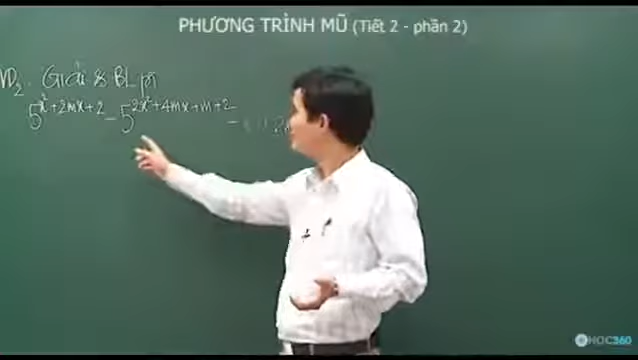 PHƯƠNG TRÌNH MŨ (Tiết 2 - phần 2)
VD₂. Giải & BL pt
5^{x²+2mx+2} - 5^{2x²+4mx+m+2} =
HOC360